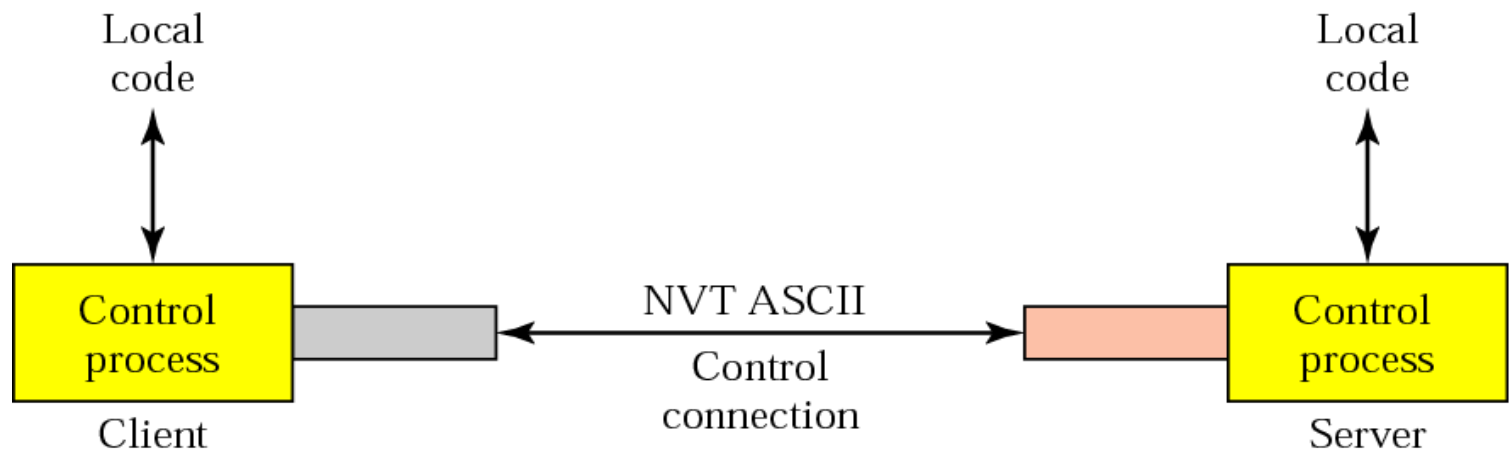 Local
code
Local
code
Control
process
Client
NVT ASCII
Control
connection
Control
process
Server